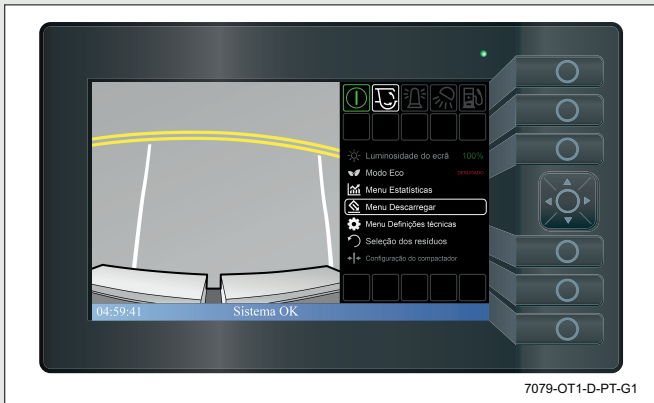 Luminosidade do ecrã 100%
Modo Eco DESLIGADO
Menu Estatísticas
Menu Descarregar
Menu Definições técnicas
Seleção dos resíduos
Configuração do compactador
04:59:41 Sistema OK
7079-OT1-D-PT-G1